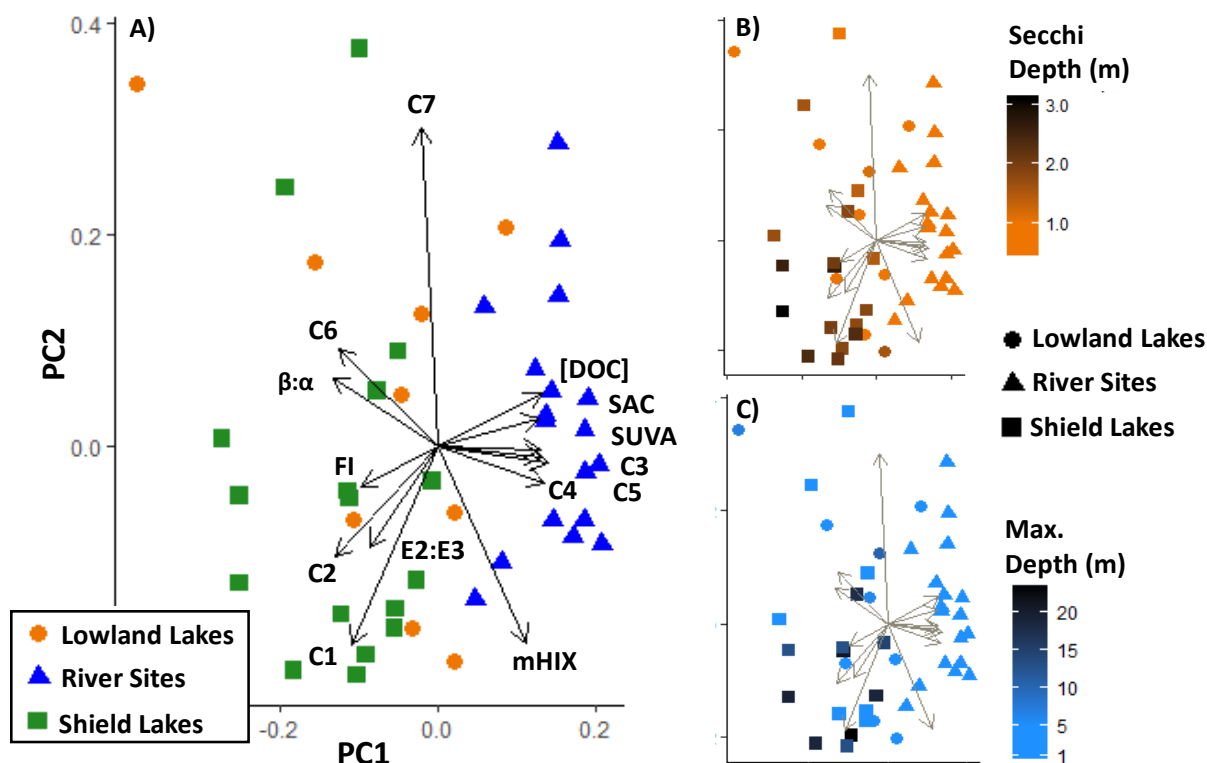 A)
0.4
0.2
0.0
PC2
C7
C6
β:α
FI
C2
C1
E2:E3
mHIX
[DOC]
SAC
SUVA
C3
C4
C5
Lowland Lakes
River Sites
Shield Lakes
-0.2
0.0
0.2
PC1
B)
Secchi
Depth (m)
3.0
2.0
1.0
Lowland Lakes
River Sites
Shield Lakes
C)
Max.
Depth (m)
20
15
10
5
1